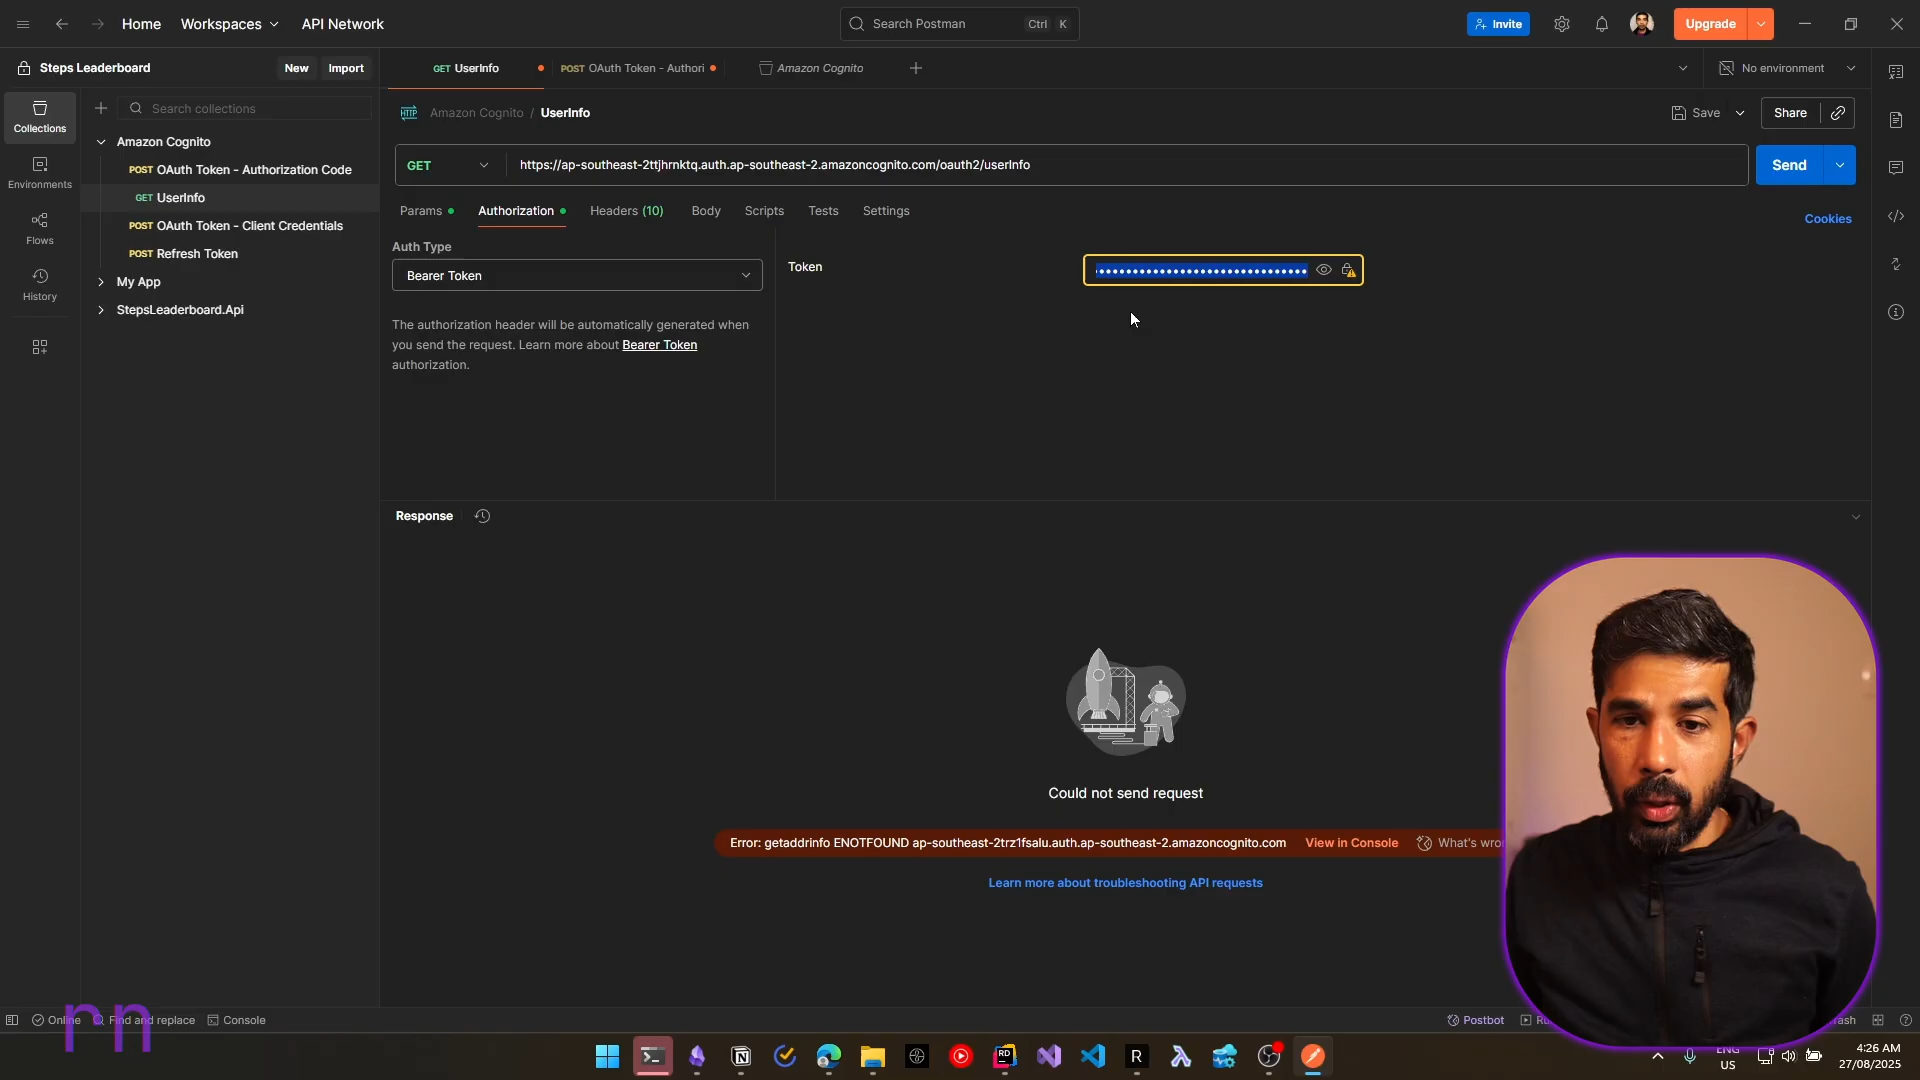 Home Workspaces API Network Search Postman Ctrl K Invite Upgrade
Steps Leaderboard New Import GET UserInfo POST OAuth Token - Authori Amazon Cognito No environment
Search collections
HTTP Amazon Cognito / UserInfo Save Share
Collections
Amazon Cognito
POST OAuth Token - Authorization Code
GET UserInfo
POST OAuth Token - Client Credentials
POST Refresh Token
My App
StepsLeaderboard.Api
Environments
Flows
History
GET https://ap-southeast-2ttjhrnktq.auth.ap-southeast-2.amazoncognito.com/oauth2/userInfo Send
Params Authorization Headers (10) Body Scripts Tests Settings Cookies
Auth Type
Bearer Token
Token
The authorization header will be automatically generated when
you send the request. Learn more about Bearer Token
authorization.
Response
Could not send request
Error: getaddrinfo ENOTFOUND ap-southeast-2trz1fsalu.auth.ap-southeast-2.amazoncognito.com View in Console What's
Learn more about troubleshooting API requests
rn
Online Find and replace Console Postbot
ENG
US
4:26 AM
27/08/2025